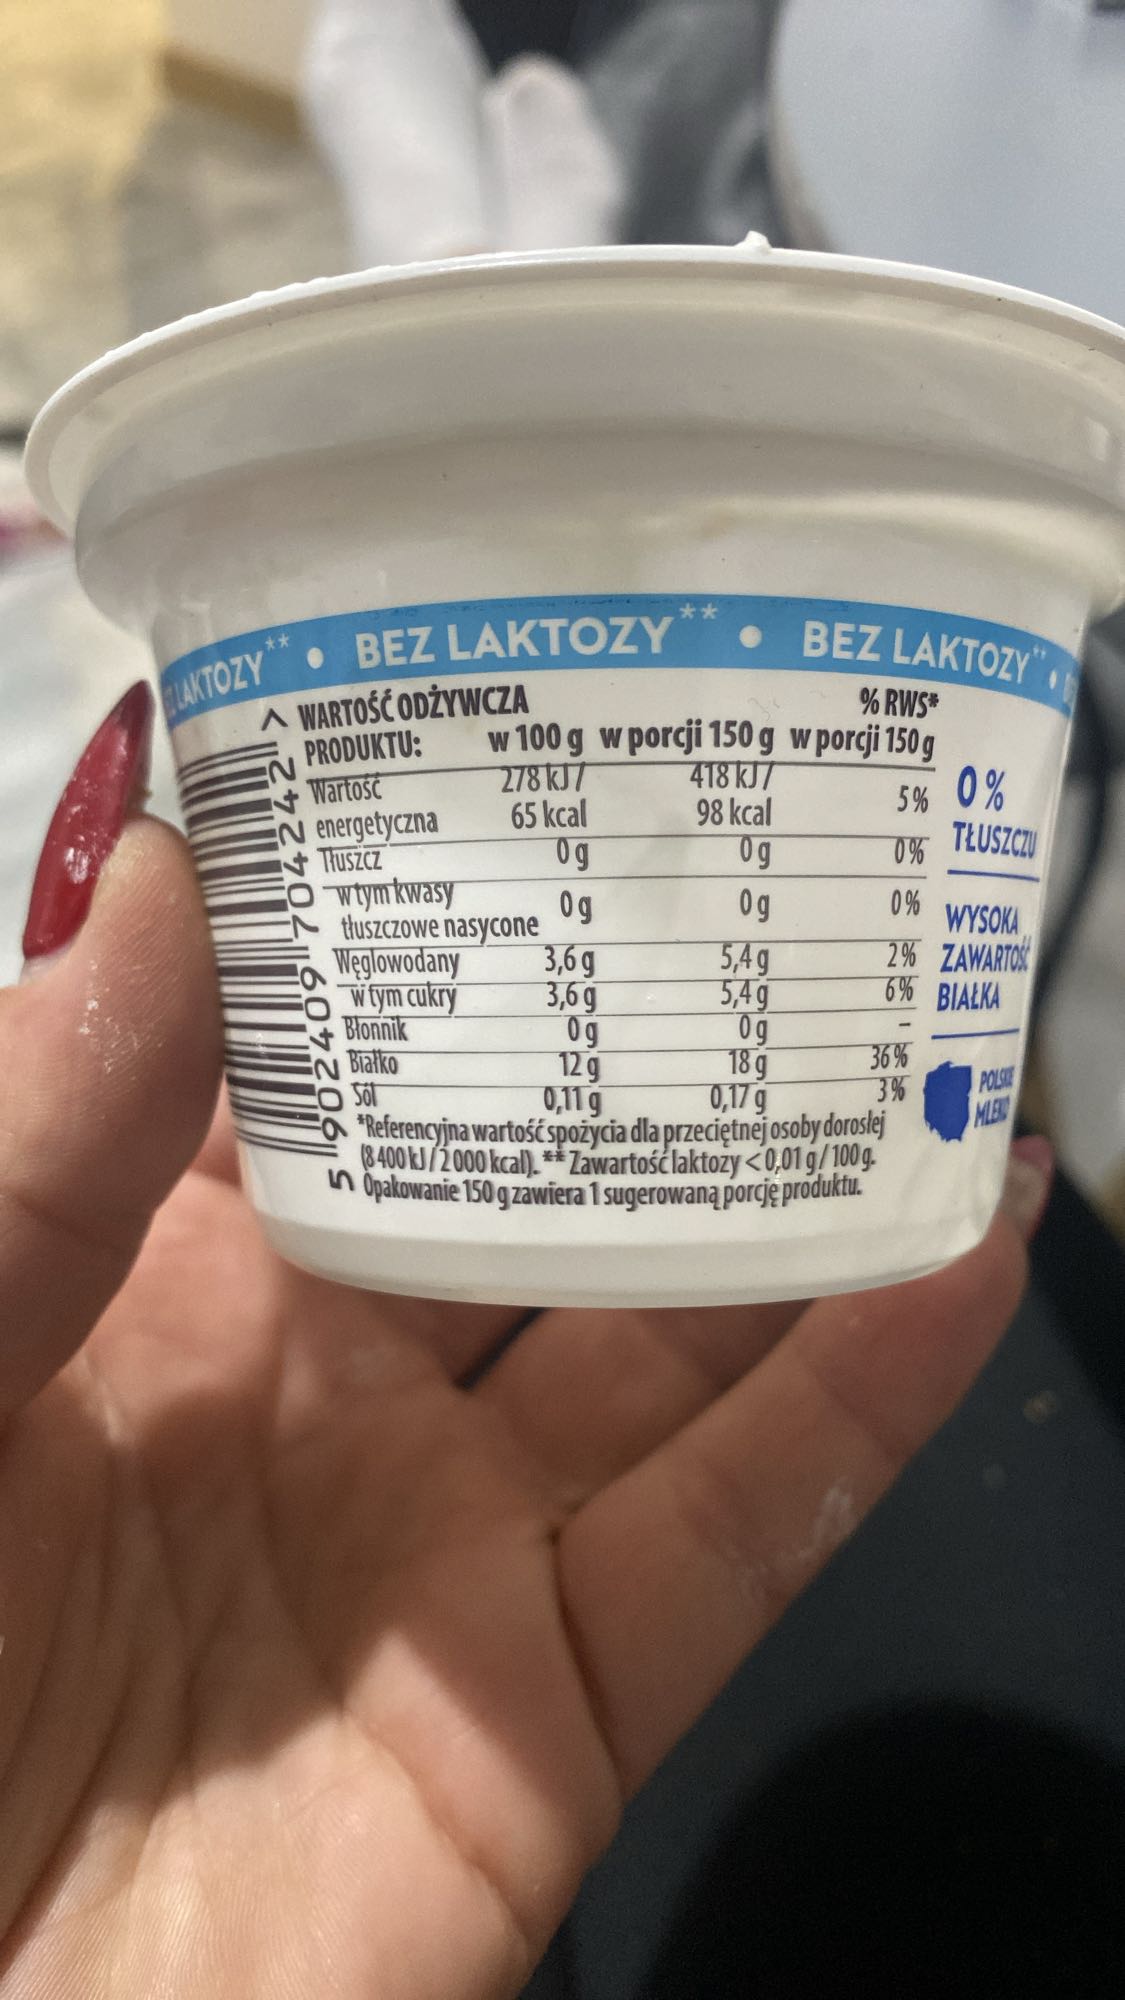 LAKTOZY** • BEZ LAKTOZY** • BEZ LAKTOZY** •
WARTOŚĆ ODŻYWCZA
PRODUKTU: w 100 g w porcji 150 g % RWS* w porcji 150 g
Wartość energetyczna 278 kJ / 65 kcal 418 kJ / 98 kcal 5%
Tłuszcz 0 g 0 g 0%
w tym kwasy tłuszczowe nasycone 0 g 0 g 0%
Węglowodany 3,6 g 5,4 g 2%
w tym cukry 3,6 g 5,4 g 6%
Błonnik 0 g 0 g –
Białko 12 g 18 g 36%
Sól 0,11 g 0,17 g 3%
*Referencyjna wartość spożycia dla przeciętnej osoby dorosłej
(8 400 kJ / 2 000 kcal). ** Zawartość laktozy < 0,01 g / 100 g.
Opakowanie 150 g zawiera 1 sugerowaną porcję produktu.
5 902409 704242 >
0%
TŁUSZCZU
WYSOKA
ZAWARTOŚĆ
BIAŁKA
POLSKIE
MLEKO